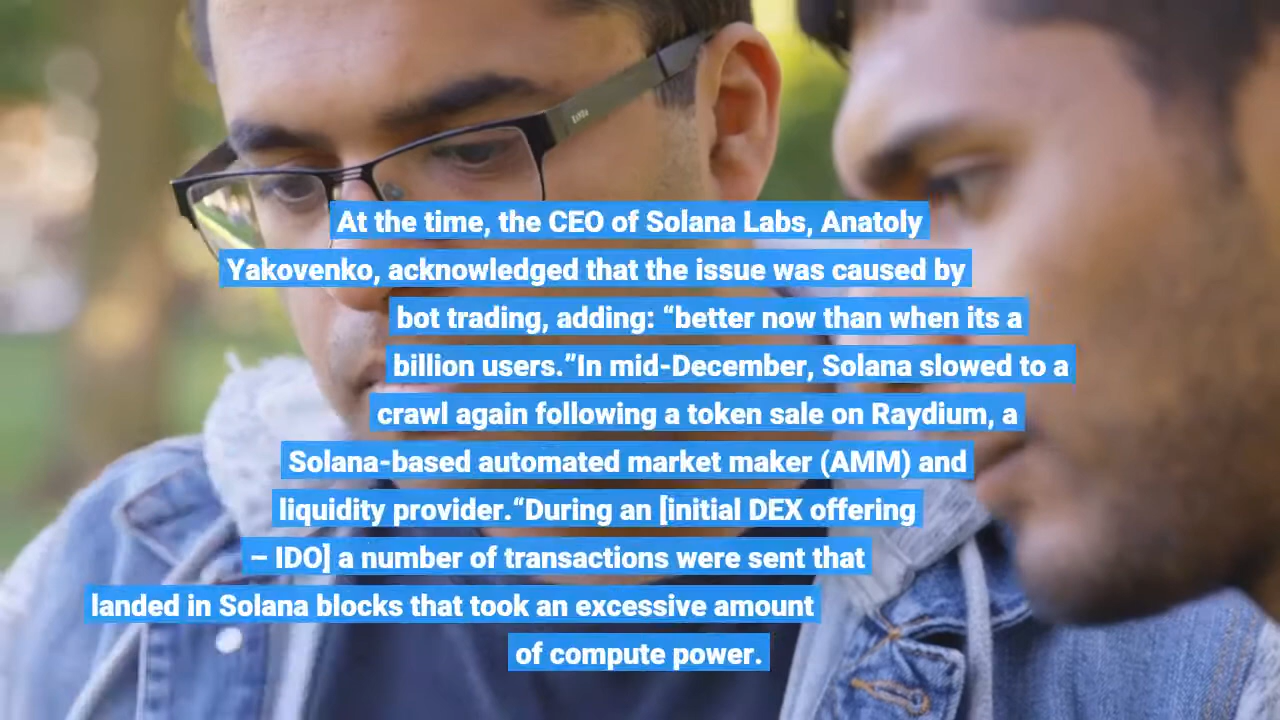 At the time, the CEO of Solana Labs, Anatoly
Yakovenko, acknowledged that the issue was caused by
bot trading, adding: “better now than when its a
billion users.”In mid-December, Solana slowed to a
crawl again following a token sale on Raydium, a
Solana-based automated market maker (AMM) and
liquidity provider.“During an [initial DEX offering
– IDO] a number of transactions were sent that
landed in Solana blocks that took an excessive amount
of compute power.